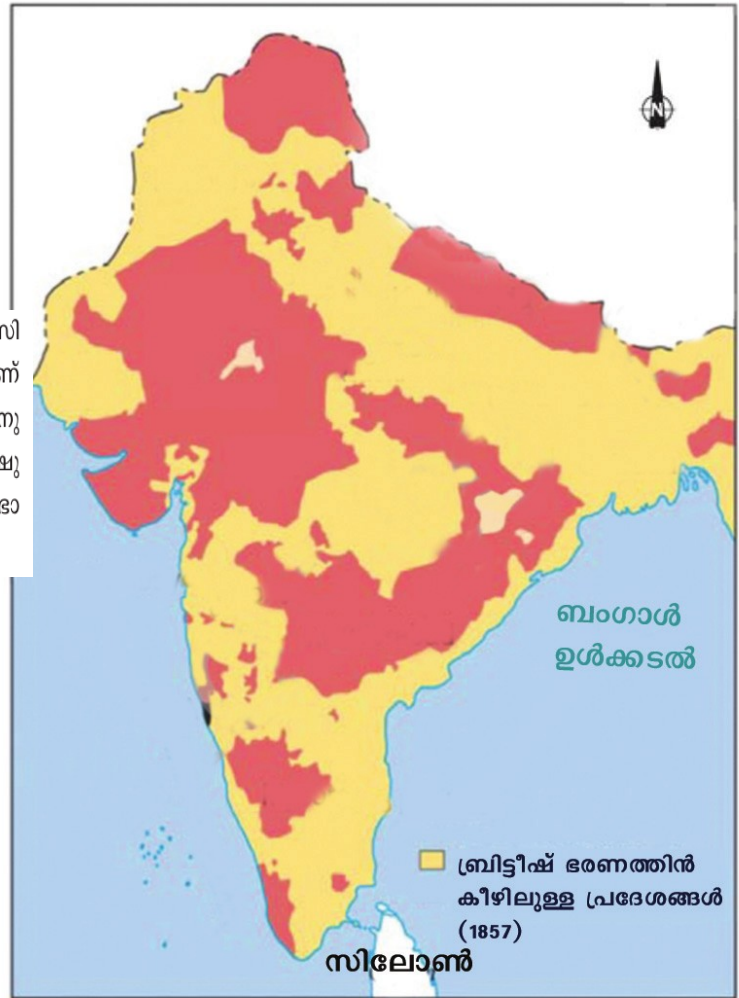 N
സി
ണ്
നു
ഷു
ഭാ
ബംഗാൾ
ഉൾക്കടൽ
ബ്രിട്ടീഷ് ഭരണത്തിൻ
കീഴിലുള്ള പ്രദേശങ്ങൾ
(1857)
സിലോൺ